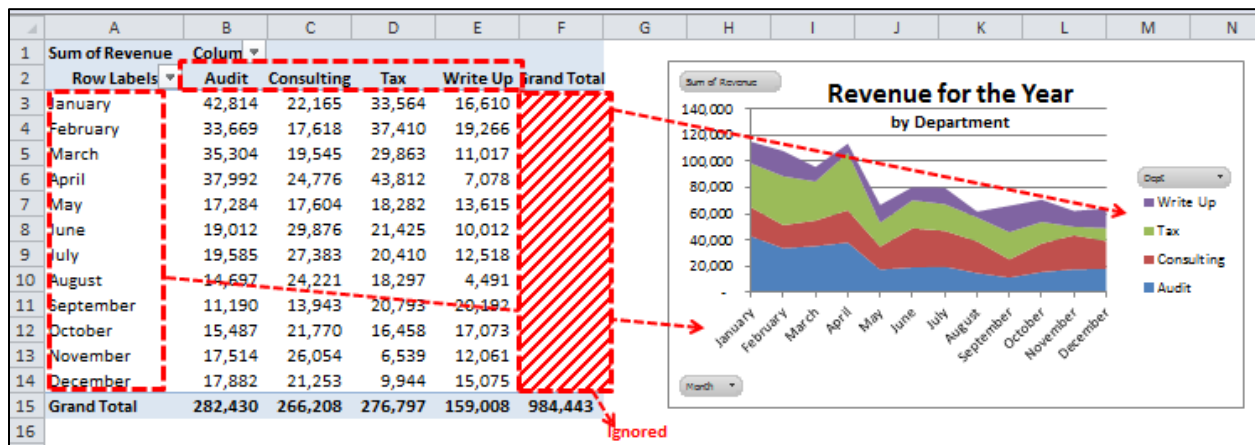 A B C D E F G H I J K L M N
1 Sum of Revenue Colum
2 Row Labels Audit Consulting Tax Write Up Grand Total
3 January 42,814 22,165 33,564 16,610
4 February 33,669 17,618 37,410 19,266
5 March 35,304 19,545 29,863 11,017
6 April 37,992 24,776 43,812 7,078
7 May 17,284 17,604 18,282 13,615
8 June 19,012 29,876 21,425 10,012
9 July 19,585 27,383 20,410 12,518
10 August 14,697 24,221 18,297 4,491
11 September 11,190 13,943 20,793 20,192
12 October 15,487 21,770 16,458 17,073
13 November 17,514 26,054 6,539 12,061
14 December 17,882 21,253 9,944 15,075
15 Grand Total 282,430 266,208 276,797 159,008 984,443
16
Ignored
Sum of Revenue
Revenue for the Year
by Department
140,000
120,000
100,000
80,000
60,000
40,000
20,000
-
January February March April May June July August September October November December
Month
Dept
Write Up
Tax
Consulting
Audit